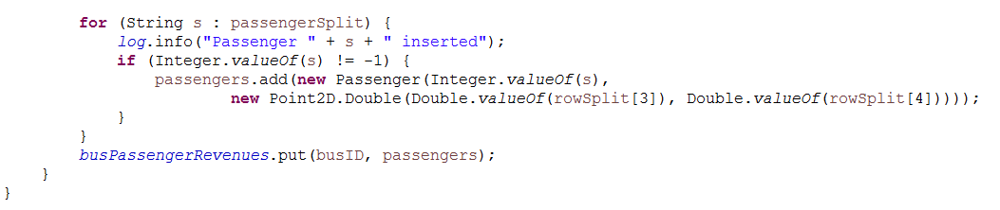 for (String s : passengerSplit) {
log.info("Passenger " + s + " inserted");
if (Integer.valueOf(s) != -1) {
passengers.add(new Passenger(Integer.valueOf(s),
new Point2D.Double(Double.valueOf(rowSplit[3]), Double.valueOf(rowSplit[4]))));
}
}
busPassengerRevenues.put(busID, passengers);
}
}